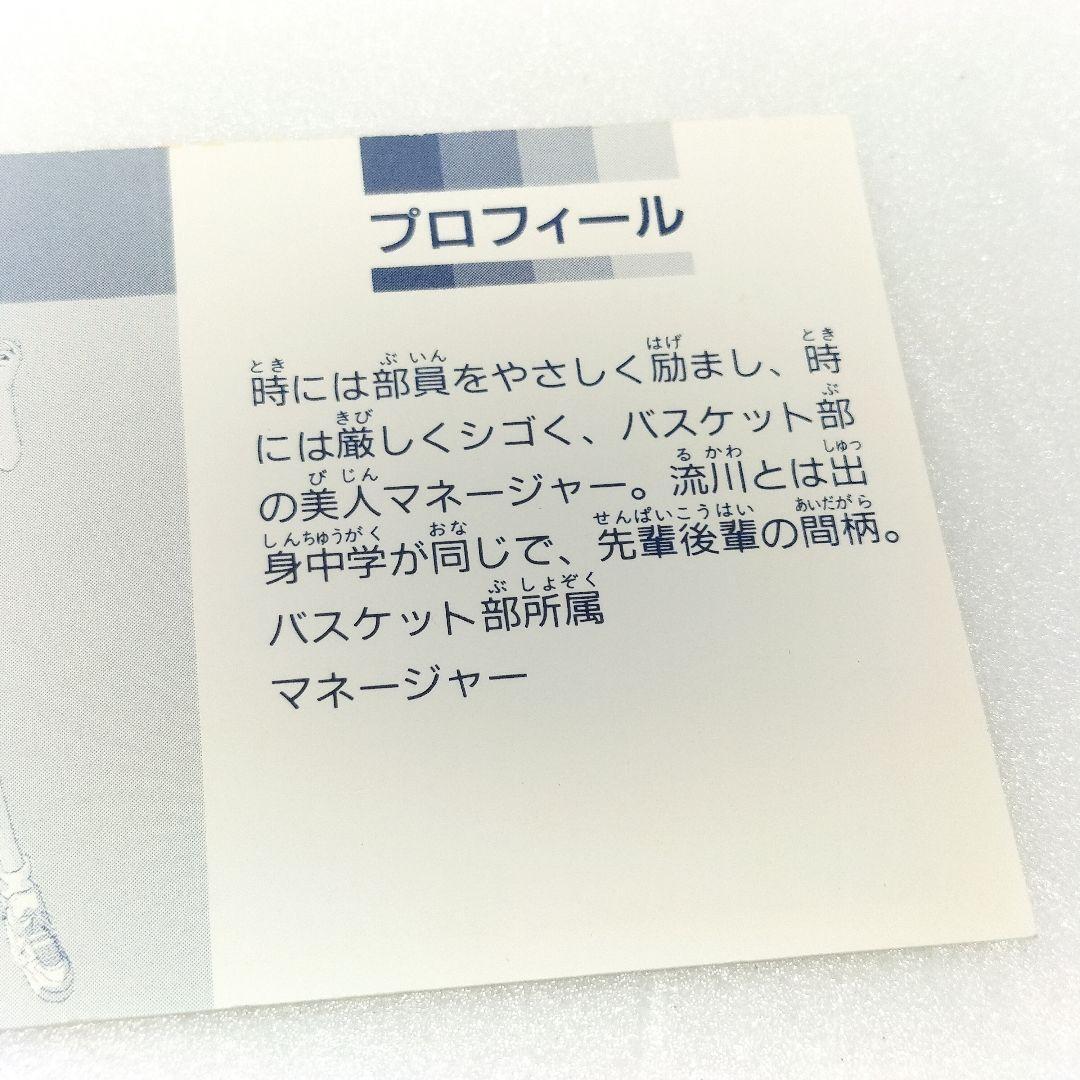 プロフィール
時には部員をやさしく励まし、時
には厳しくシゴく、バスケット部
の美人マネージャー。流川とは出
身中学が同じで、先輩後輩の間柄。
バスケット部所属
マネージャー